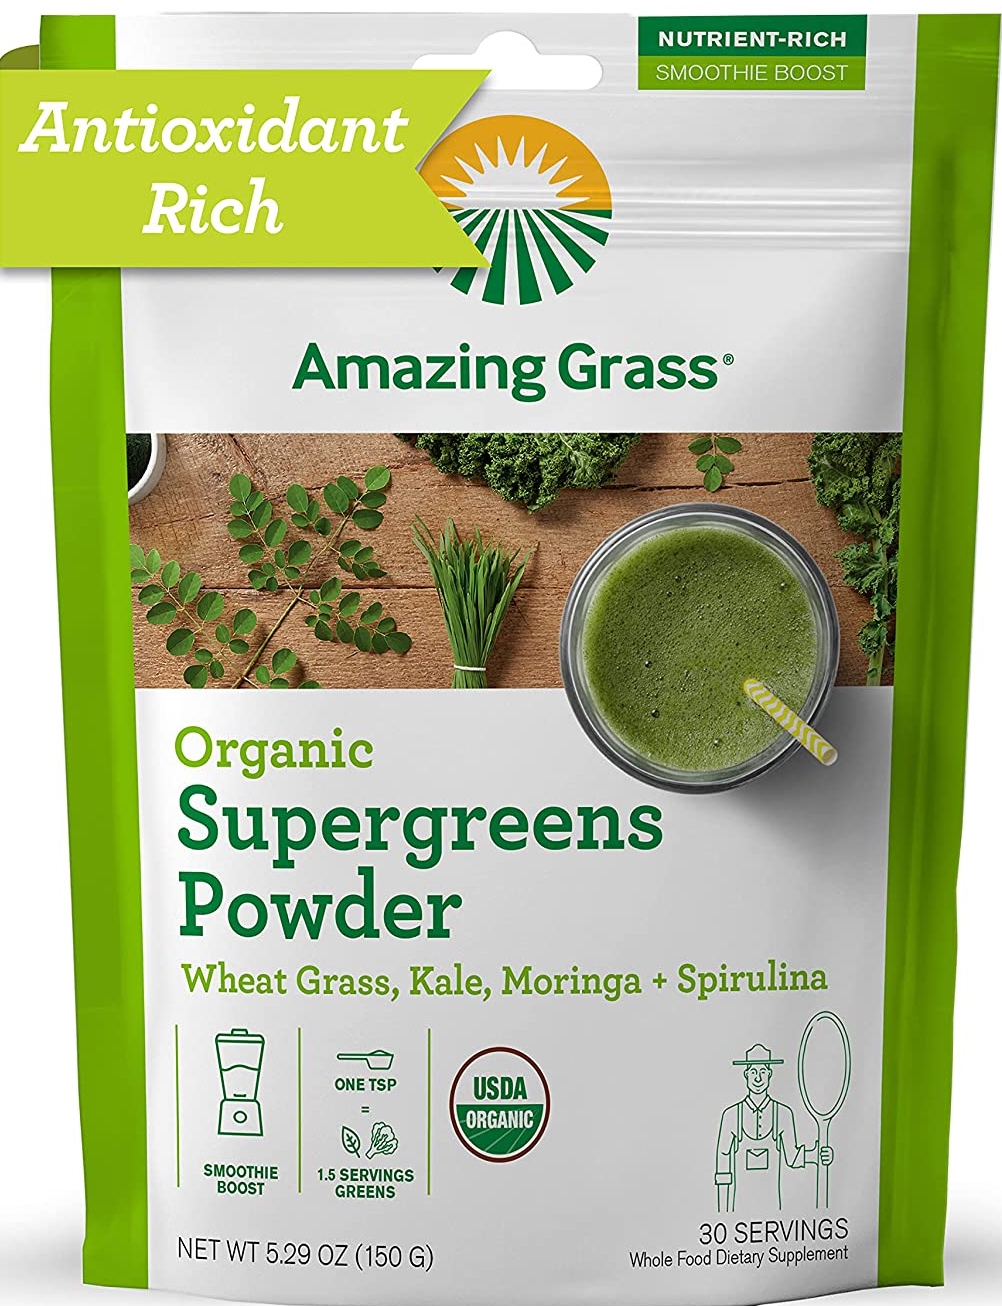 NUTRIENT-RICH
SMOOTHIE BOOST
Antioxidant
Rich
Amazing Grass®
Organic
Supergreens
Powder
Wheat Grass, Kale, Moringa + Spirulina
SMOOTHIE
BOOST
ONE TSP
=
1.5 SERVINGS
GREENS
USDA
ORGANIC
30 SERVINGS
Whole Food Dietary Supplement
NET WT 5.29 OZ (150 G)